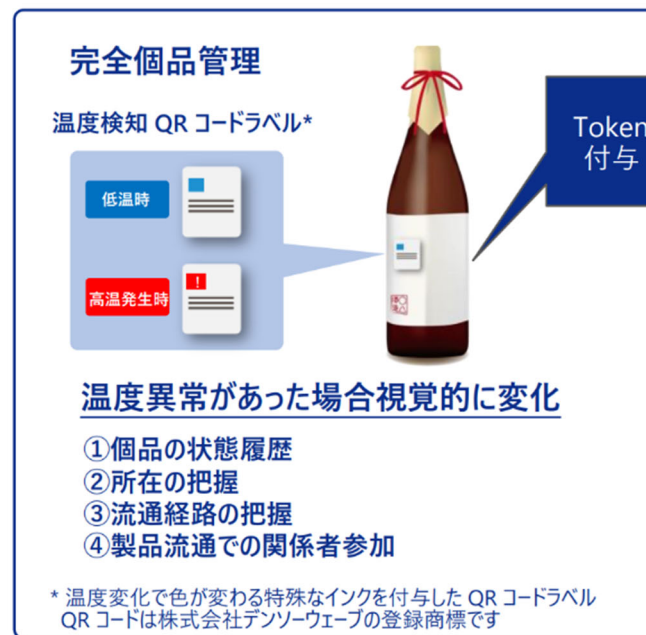 完全個品管理
温度検知 QR コードラベル*
Token
付与
低温時
高温発生時
!
温度異常があった場合視覚的に変化
①個品の状態履歴
②所在の把握
③流通経路の把握
④製品流通での関係者参加
* 温度変化で色が変わる特殊なインクを付与した QR コードラベル
QR コードは株式会社デンソーウェーブの登録商標です